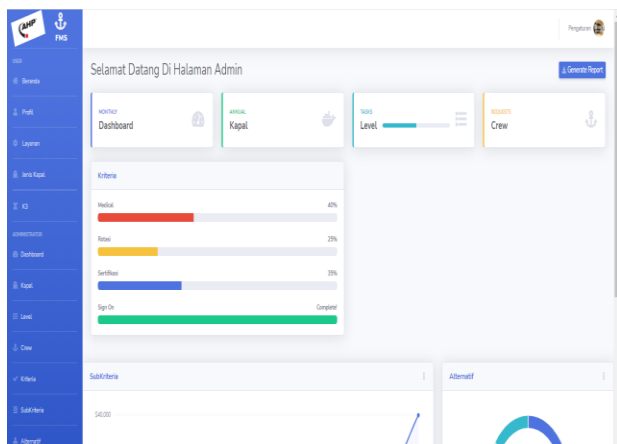 AHP
FMS
Pengaturan
Beranda
Profil
Layanan
Jenis Kapal
K3
ADMINISTRATOR
Dashboard
Kapal
Level
Crew
Kriteria
SubKriteria
Alternatif
Selamat Datang Di Halaman Admin
Generate Report
MONTHLY
Dashboard
ANNUAL
Kapal
TASKS
Level
REQUESTS
Crew
Kriteria
Medical 40%
Rotasi 25%
Sertifikasi 35%
Sign On Complete!
SubKriteria
$40,000
Alternatif